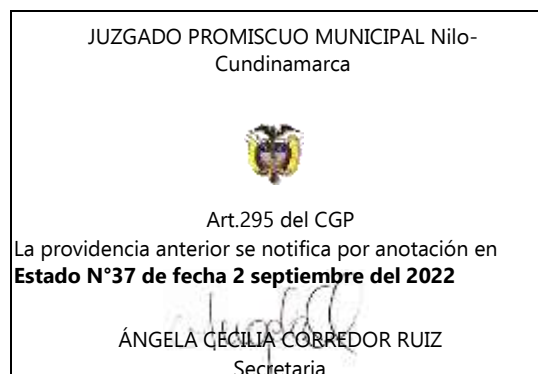 JUZGADO PROMISCUO MUNICIPAL Nilo-
Cundinamarca
Art.295 del CGP
La providencia anterior se notifica por anotación en
Estado N°37 de fecha 2 septiembre del 2022
ÁNGELA CECILIA CORREDOR RUIZ
Secretaria